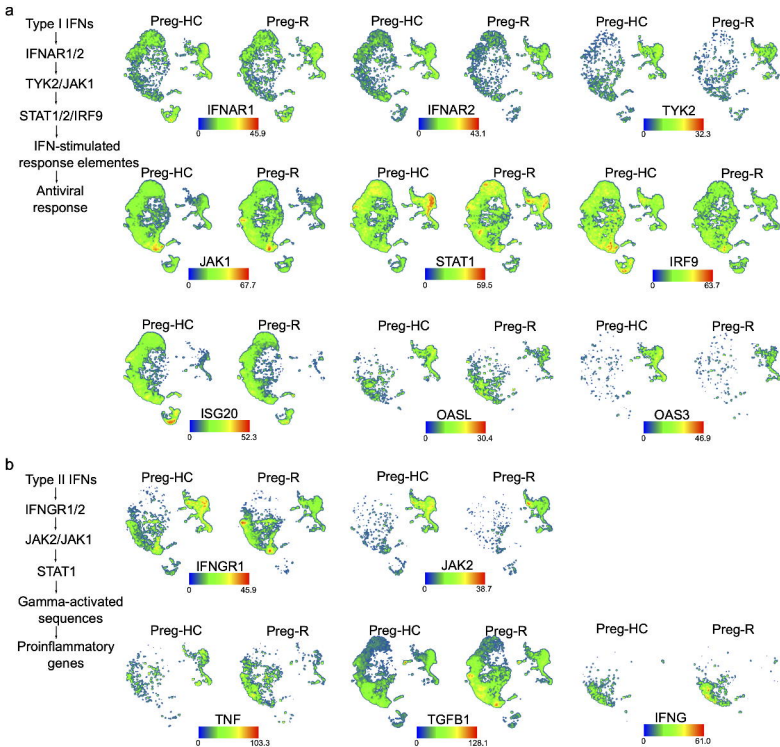 a
Type I IFNs
IFNAR1/2
TYK2/JAK1
STAT1/2/IRF9
IFN-stimulated
response elementes
Antiviral
response
Preg-HC Preg-R Preg-HC Preg-R Preg-HC Preg-R
IFNAR1 IFNAR2 TYK2
0 45.9 0 43.1 0 32.3
Preg-HC Preg-R Preg-HC Preg-R Preg-HC Preg-R
JAK1 STAT1 IRF9
0 67.7 0 59.5 0 63.7
Preg-HC Preg-R Preg-HC Preg-R Preg-HC Preg-R
ISG20 OASL OAS3
0 52.3 0 30.4 0 46.9
b
Type II IFNs
IFNGR1/2
JAK2/JAK1
STAT1
Gamma-activated
sequences
Proinflammatory
genes
Preg-HC Preg-R Preg-HC Preg-R
IFNGR1 JAK2
0 45.9 0 38.7
Preg-HC Preg-R Preg-HC Preg-R Preg-HC Preg-R
TNF TGFB1 IFNG
0 103.3 0 128.1 0 61.0